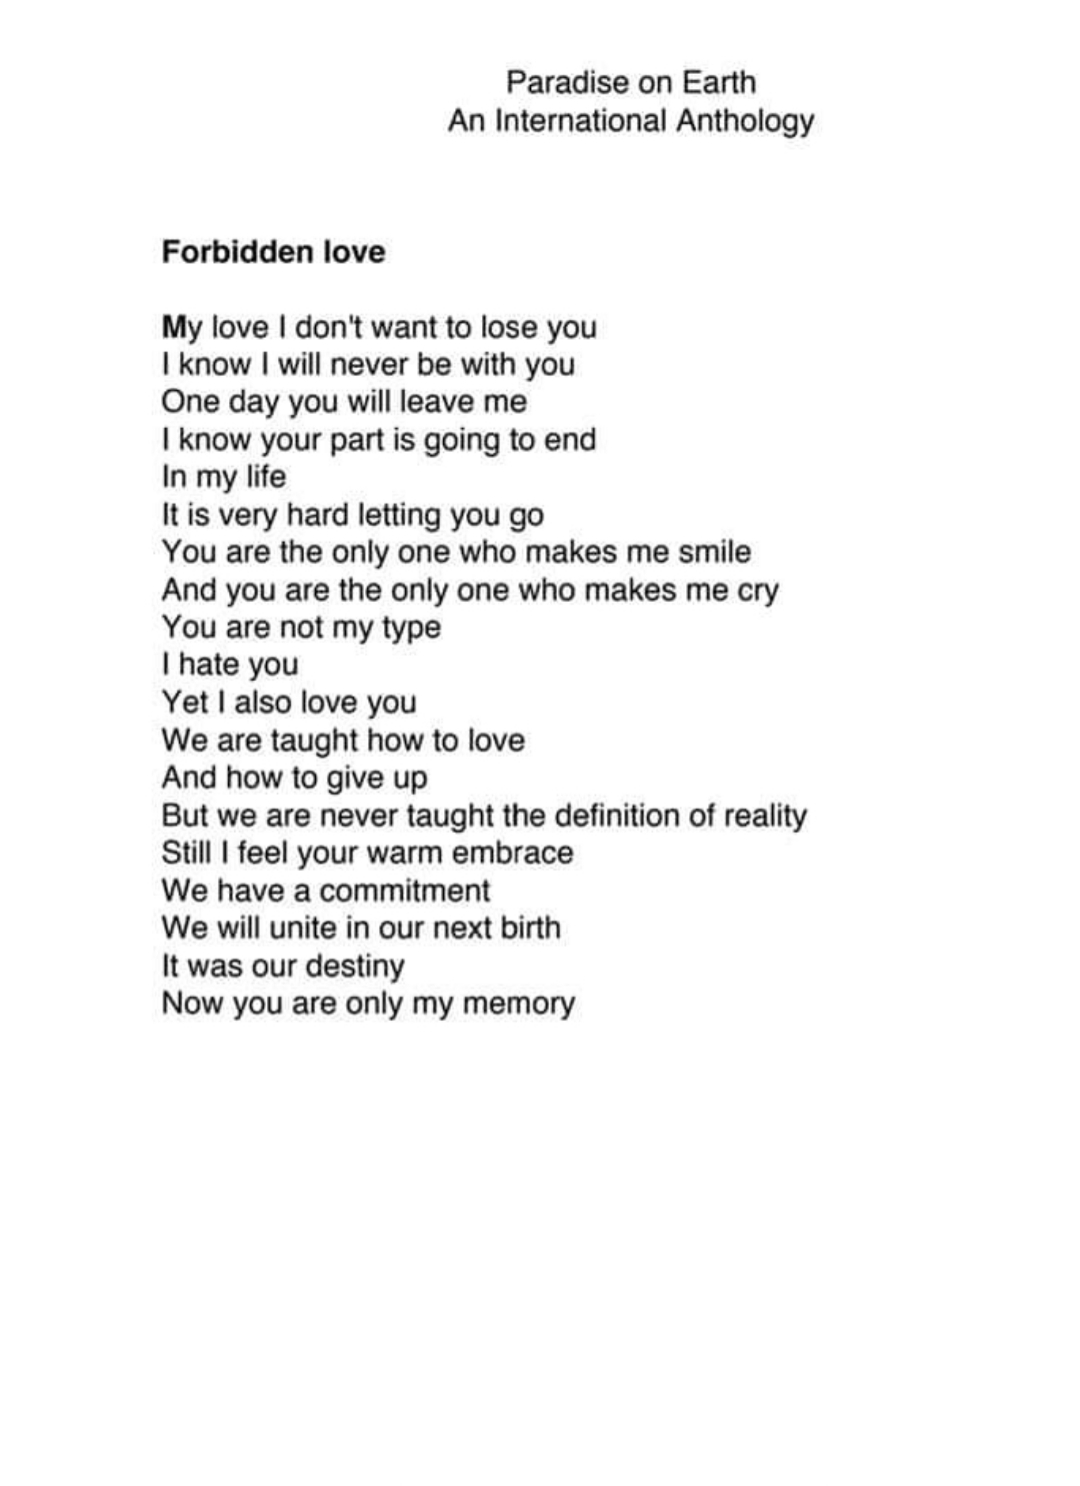 Paradise on Earth
An International Anthology
Forbidden love
My love I don't want to lose you
I know I will never be with you
One day you will leave me
I know your part is going to end
In my life
It is very hard letting you go
You are the only one who makes me smile
And you are the only one who makes me cry
You are not my type
I hate you
Yet I also love you
We are taught how to love
And how to give up
But we are never taught the definition of reality
Still I feel your warm embrace
We have a commitment
We will unite in our next birth
It was our destiny
Now you are only my memory